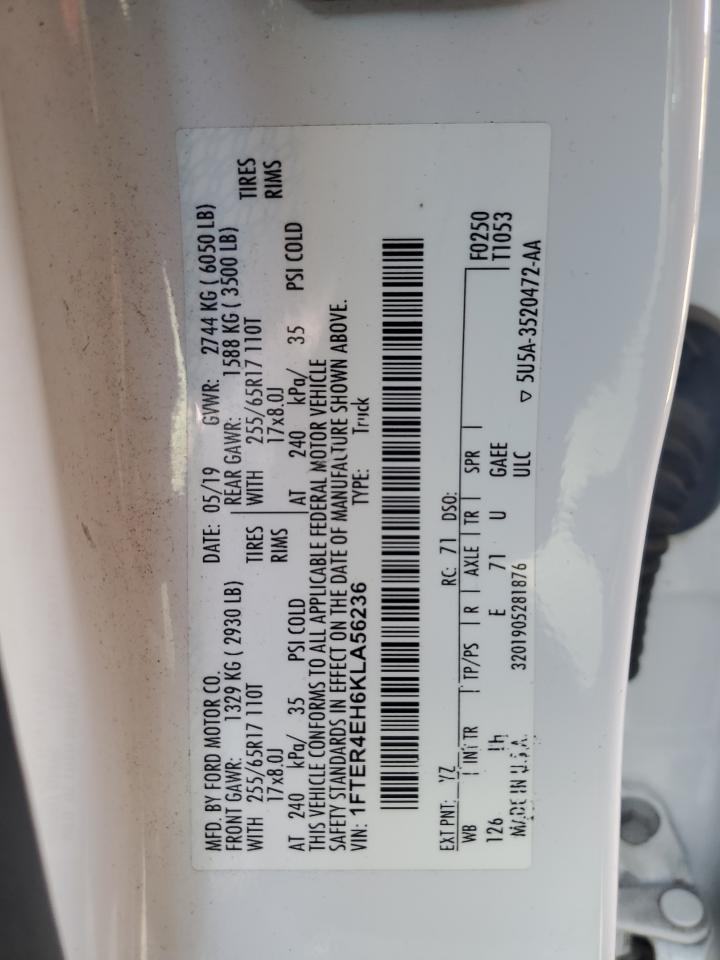 MFD. BY FORD MOTOR CO.
DATE: 05/19 GVWR: 2744 KG ( 6050 LB)
FRONT GAWR: 1329 KG ( 2930 LB) REAR GAWR: 1588 KG ( 3500 LB)
WITH 255/65R17 110T TIRES WITH 255/65R17 110T TIRES
17x8.0J RIMS 17x8.0J RIMS
AT 240 kPa/ 35 PSI COLD AT 240 kPa/ 35 PSI COLD
THIS VEHICLE CONFORMS TO ALL APPLICABLE FEDERAL MOTOR VEHICLE
SAFETY STANDARDS IN EFFECT ON THE DATE OF MANUFACTURE SHOWN ABOVE.
VIN: 1FTER4EH6KLA56236 TYPE: Truck
EXT PNT: YZ RC: 71 DSO: F0250
WB INT TR TP/PS R AXLE TR SPR T1053
126 E 71 U GAEE
MADE IN U.S.A. 3201905281876 ULC
5U5A-3520472-AA